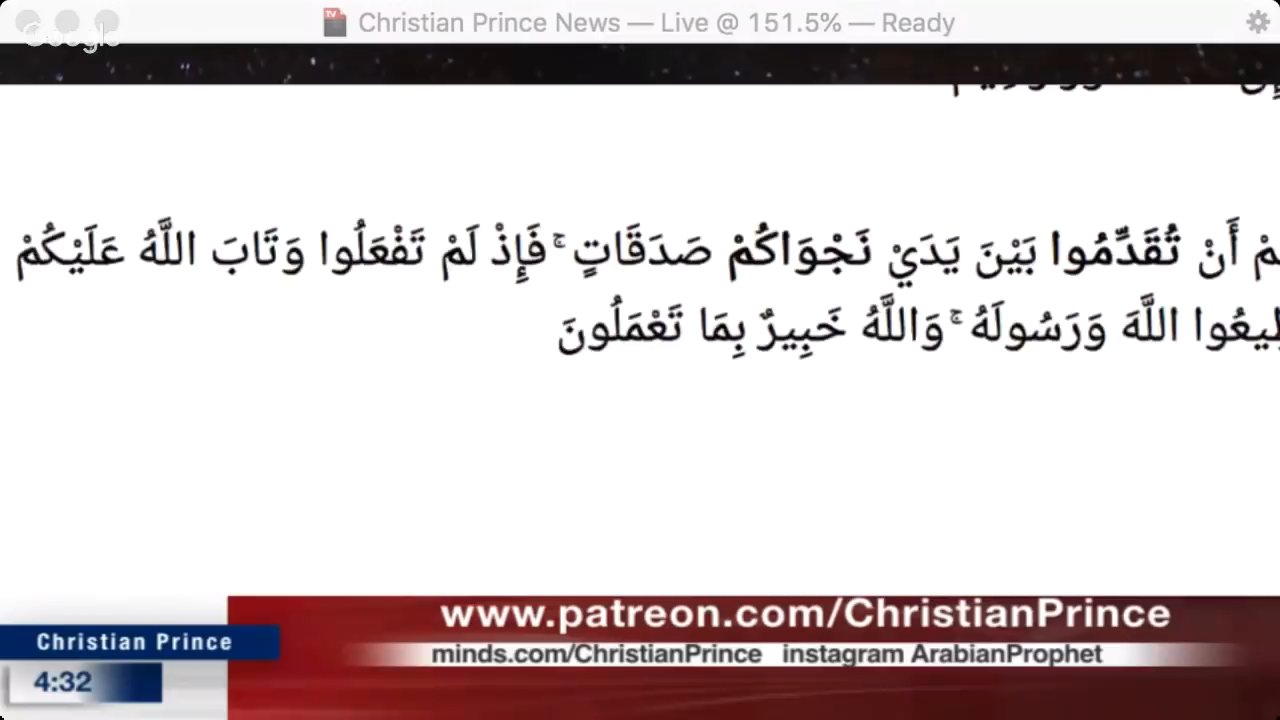 Christian Prince News — Live @ 151.5% — Ready
Google
أَنْ تُقَدِّمُوا بَيْنَ يَدَيْ نَجْوَاكُمْ صَدَقَاتٍ ۚ فَإِذْ لَمْ تَفْعَلُوا وَتَابَ اللَّهُ عَلَيْكُمْ
اللَّهَ وَرَسُولَهُ ۚ وَاللَّهُ خَبِيرٌ بِمَا تَعْمَلُونَ
www.patreon.com/ChristianPrince
Christian Prince
minds.com/ChristianPrince instagram ArabianProphet
4:32